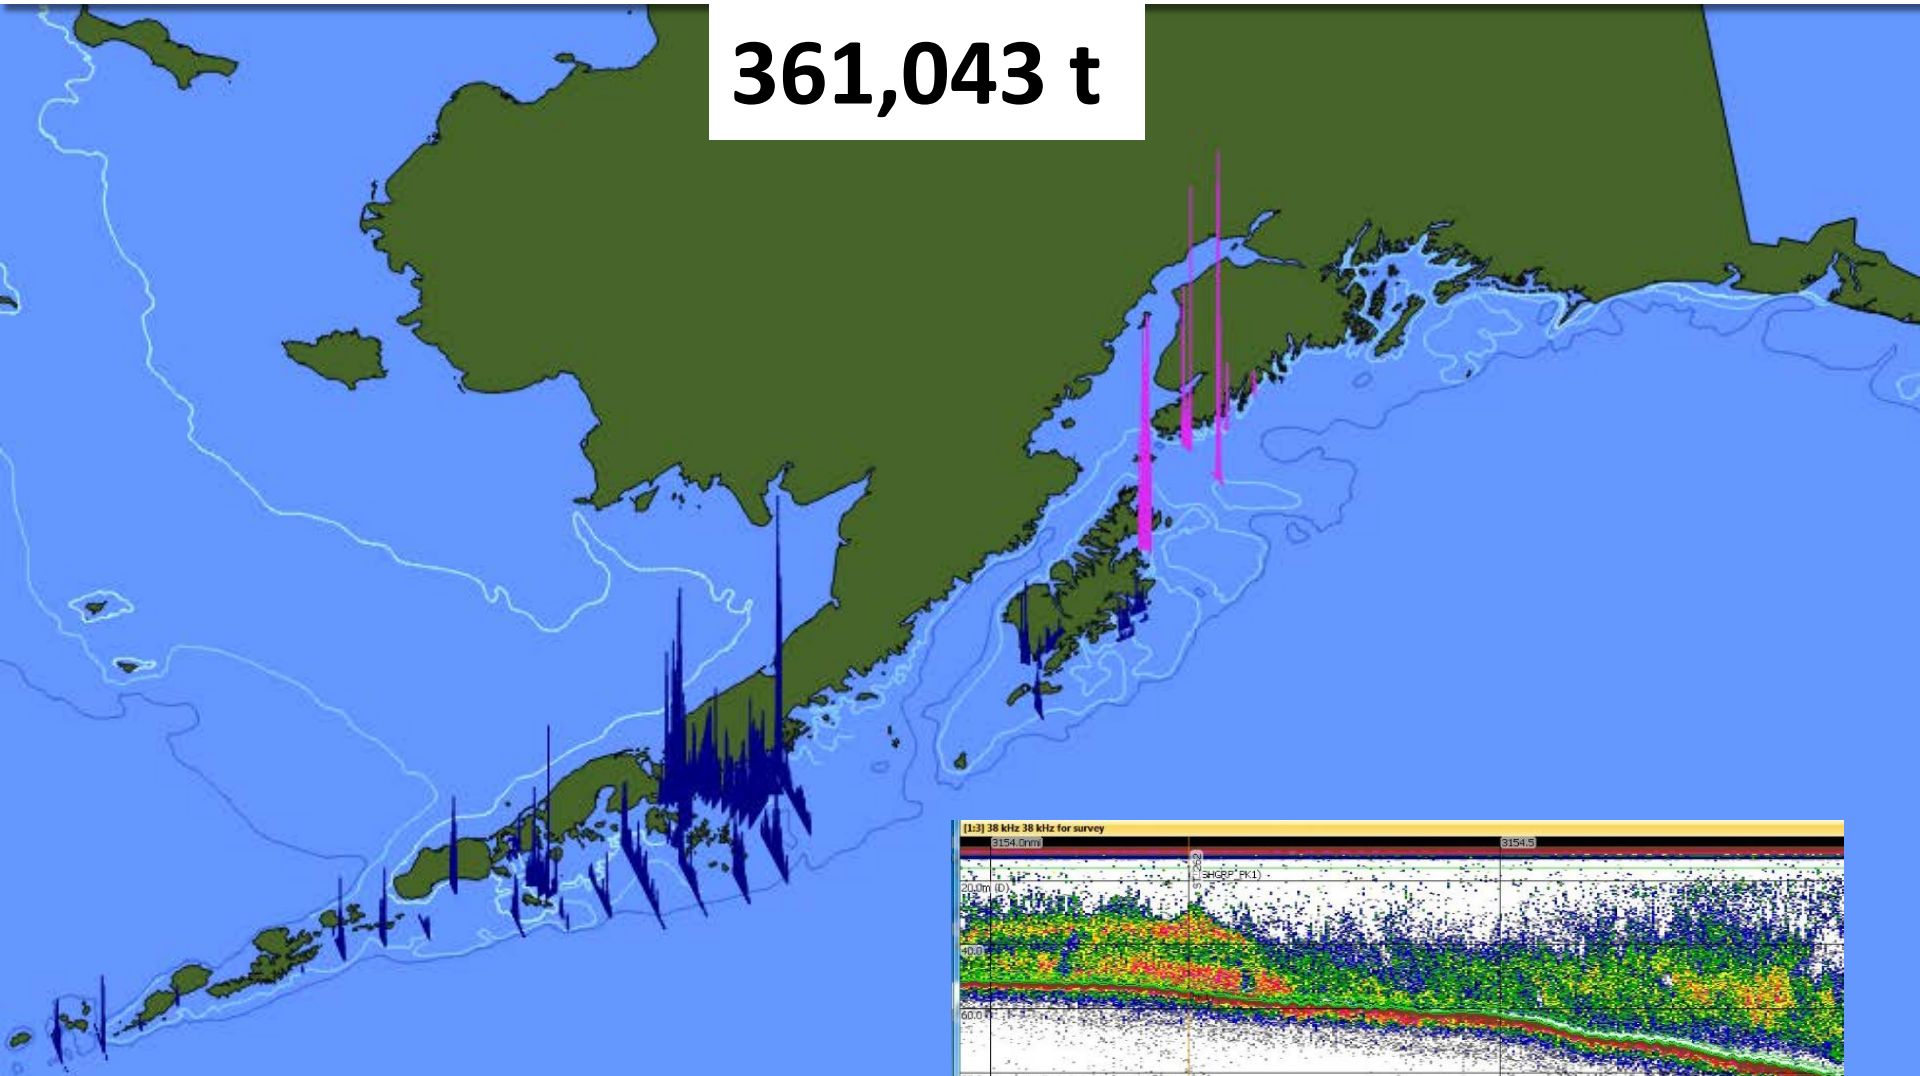 361,043 t
[1:3] 38 kHz 38 kHz for survey
3154.0nmi
3154.5
(SHGRP_PK1)
20.0m (D)
40.0
60.0